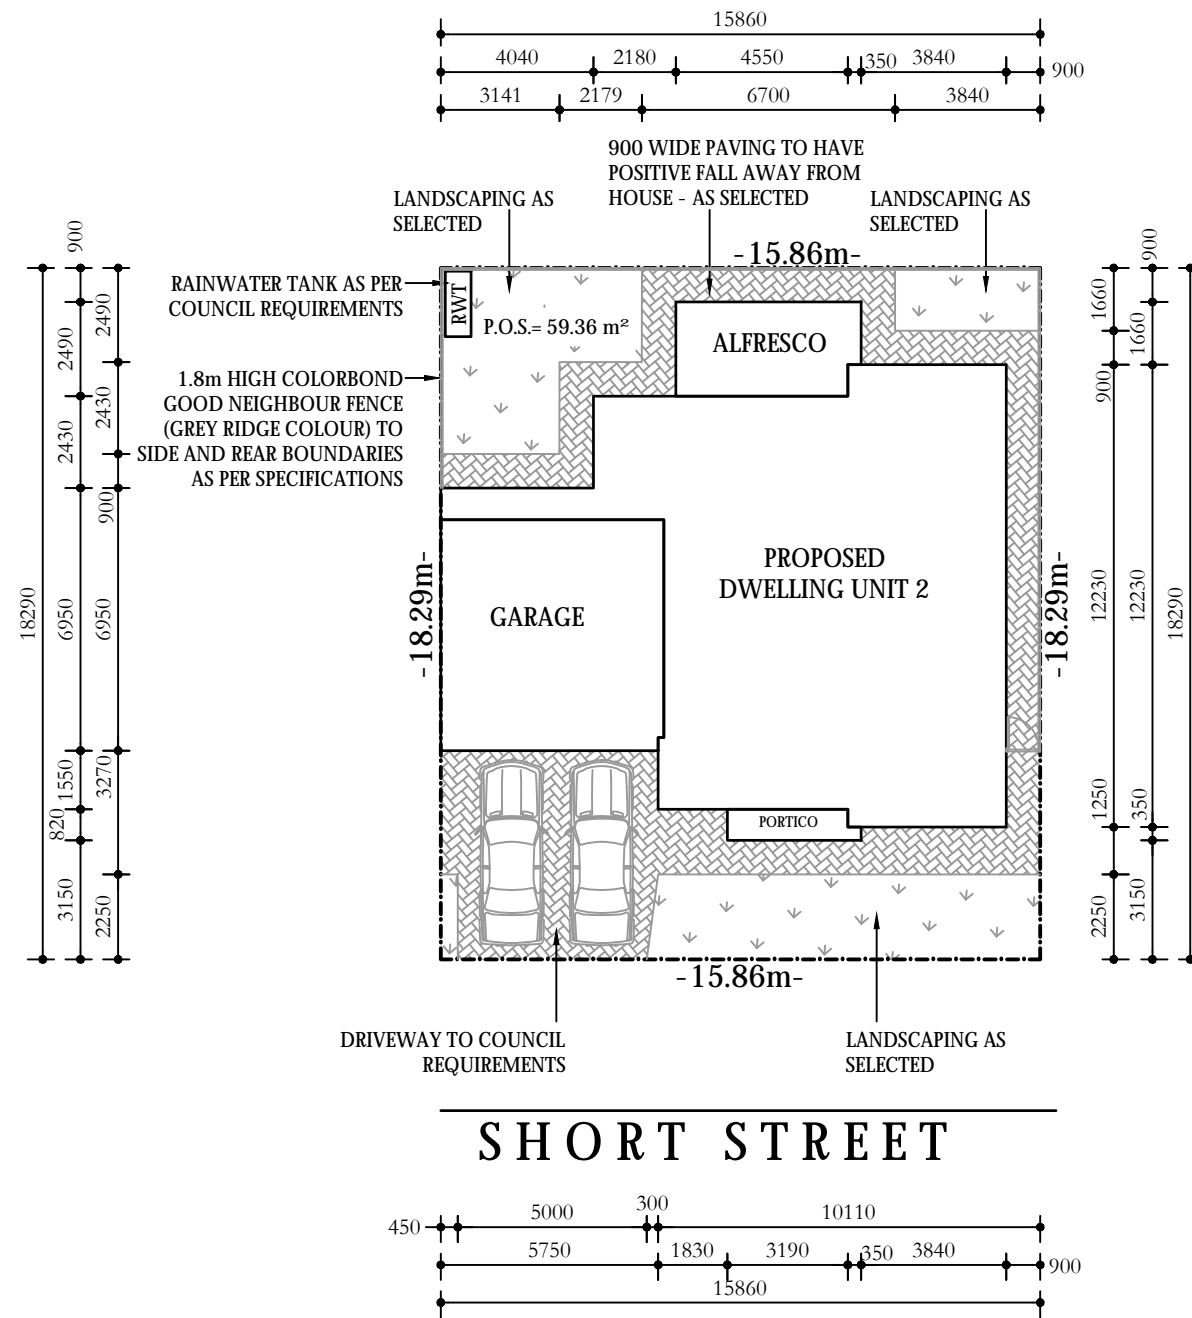 15860
4040 2180 4550 350 3840 900
3141 2179 6700 3840
900 WIDE PAVING TO HAVE
POSITIVE FALL AWAY FROM
HOUSE - AS SELECTED
LANDSCAPING AS
SELECTED
LANDSCAPING AS
SELECTED
-15.86m-
RAINWATER TANK AS PER
COUNCIL REQUIREMENTS
RWT
P.O.S.= 59.36 m²
ALFRESCO
1.8m HIGH COLORBOND
GOOD NEIGHBOUR FENCE
(GREY RIDGE COLOUR) TO
SIDE AND REAR BOUNDARIES
AS PER SPECIFICATIONS
18290
900
2490
2430
6950
1550
820
3150
2490
2430
900
6950
3270
2250
-18.29m-
GARAGE
PROPOSED
DWELLING UNIT 2
PORTICO
-18.29m-
1660
900
12230
1250
2250
900
1660
12230
350
3150
18290
-15.86m-
DRIVEWAY TO COUNCIL
REQUIREMENTS
LANDSCAPING AS
SELECTED
SHORT STREET
450 5000 300 10110
5750 1830 3190 350 3840 900
15860